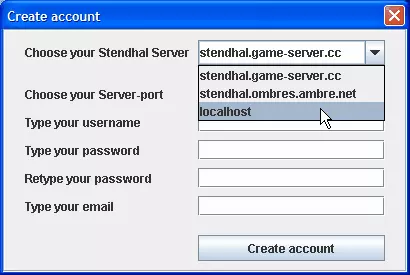 Create account
Choose your Stendhal Server
stendhal.game-server.cc
stendhal.game-server.cc
stendhal.ombres.ambre.net
localhost
Choose your Server-port
Type your username
Type your password
Retype your password
Type your email
Create account